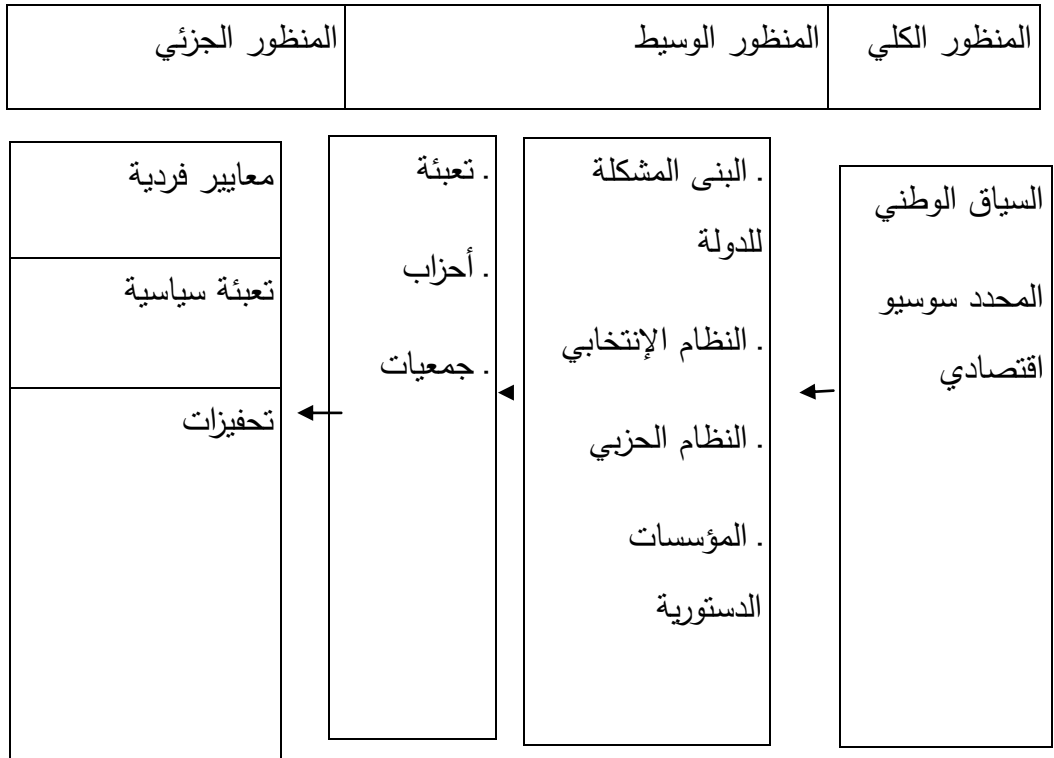 المنظور الكلي
المنظور الوسيط
المنظور الجزئي
السياق الوطني
المحدد سوسيو
اقتصادي
. البنى المشكلة
للدولة
. النظام الإنتخابي
. النظام الحزبي
. المؤسسات
الدستورية
. تعبئة
. أحزاب
. جمعيات
معايير فردية
تعبئة سياسية
تحفيزات